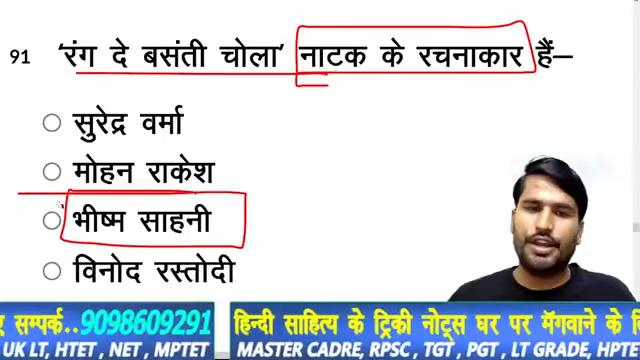 91 'रंग दे बसंती चोला' नाटक के रचनाकार हैं–
सुरेद्र वर्मा
मोहन राकेश
भीष्म साहनी
विनोद रस्तोदी
ए सम्पर्क..9098609291 हिन्दी साहित्य के ट्रिकी नोट्स घर पर मॅगवाने के
UK LT, HTET , NET , MPTET MASTER CADRE, RPSC , TGT , PGT , LT GRADE, HPTE